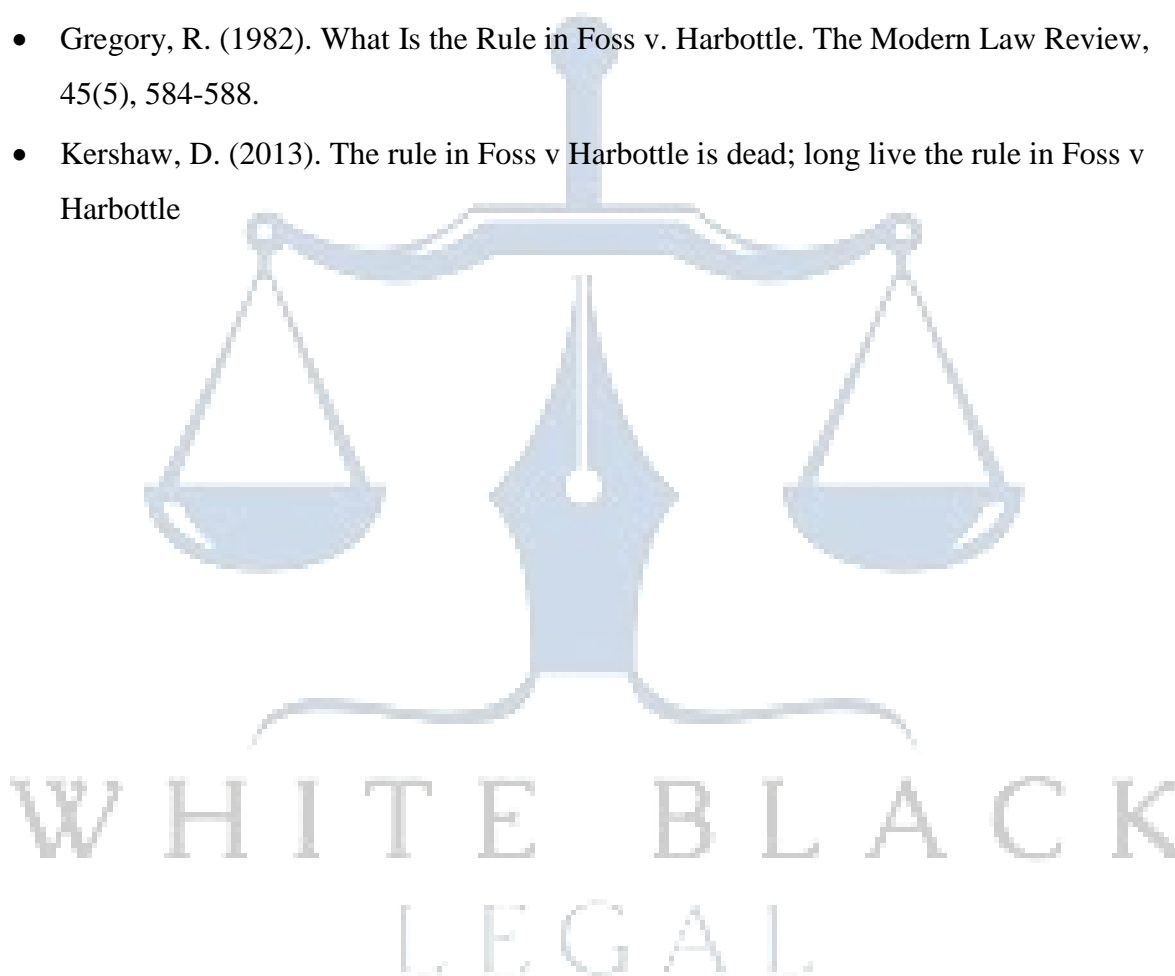 • Gregory, R. (1982). What Is the Rule in Foss v. Harbottle. The Modern Law Review,
45(5), 584-588.
• Kershaw, D. (2013). The rule in Foss v Harbottle is dead; long live the rule in Foss v
Harbottle
WHITE BLACK
LEGAL